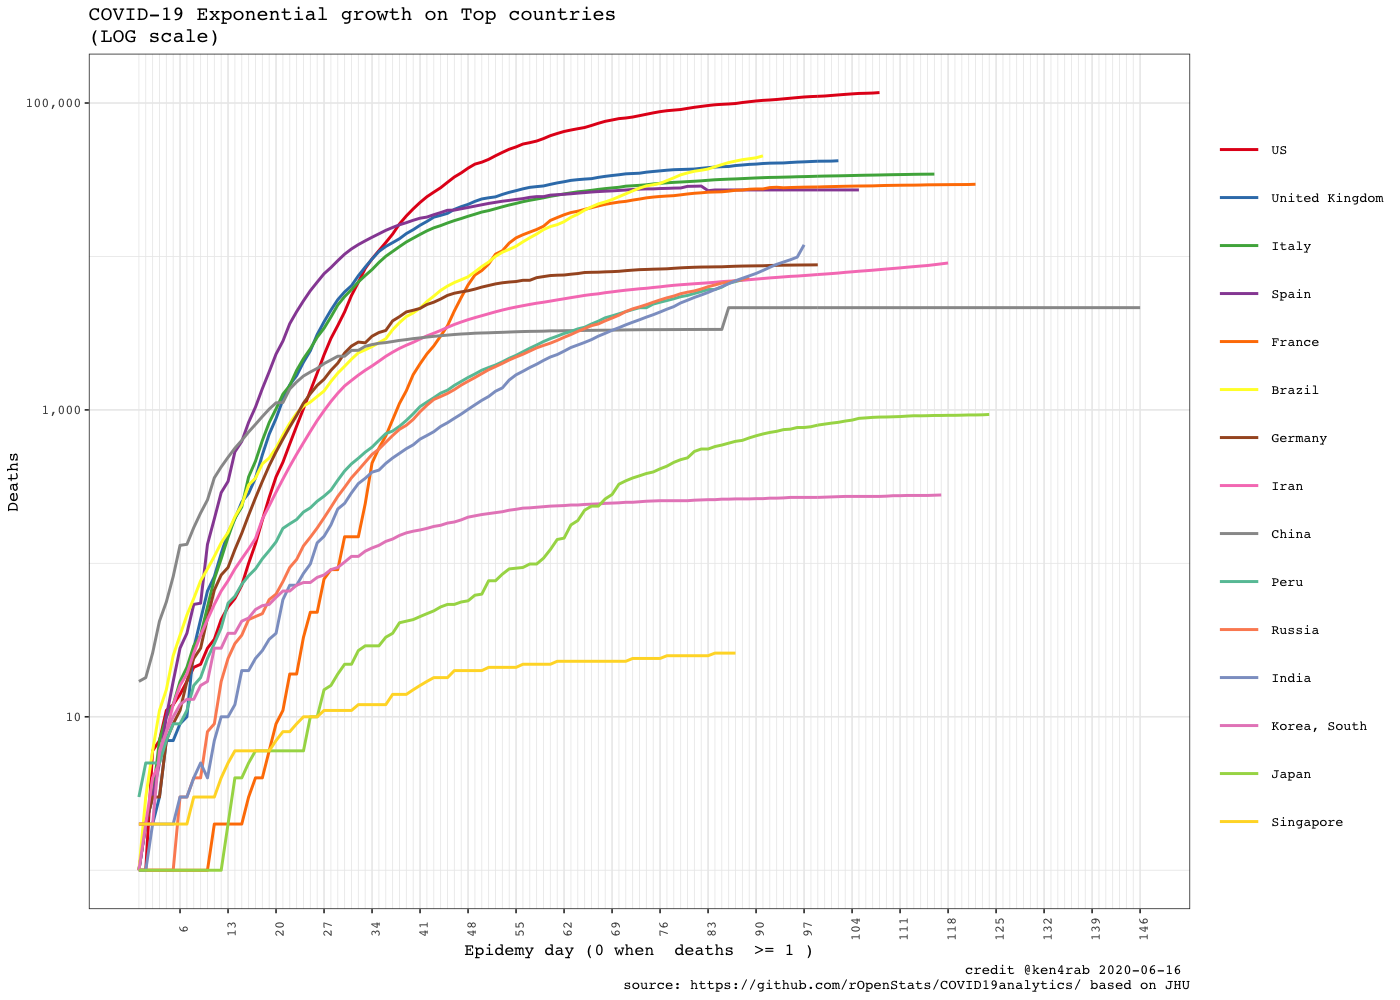 COVID-19 Exponential growth on Top countries
(LOG scale)
Deaths
100,000
1,000
10
6
13
20
27
34
41
48
55
62
69
76
83
90
97
104
111
118
125
132
139
146
Epidemy day (0 when  deaths  >= 1 )
US
United Kingdom
Italy
Spain
France
Brazil
Germany
Iran
China
Peru
Russia
India
Korea, South
Japan
Singapore
credit @ken4rab 2020-06-16
source: https://github.com/rOpenStats/COVID19analytics/ based on JHU